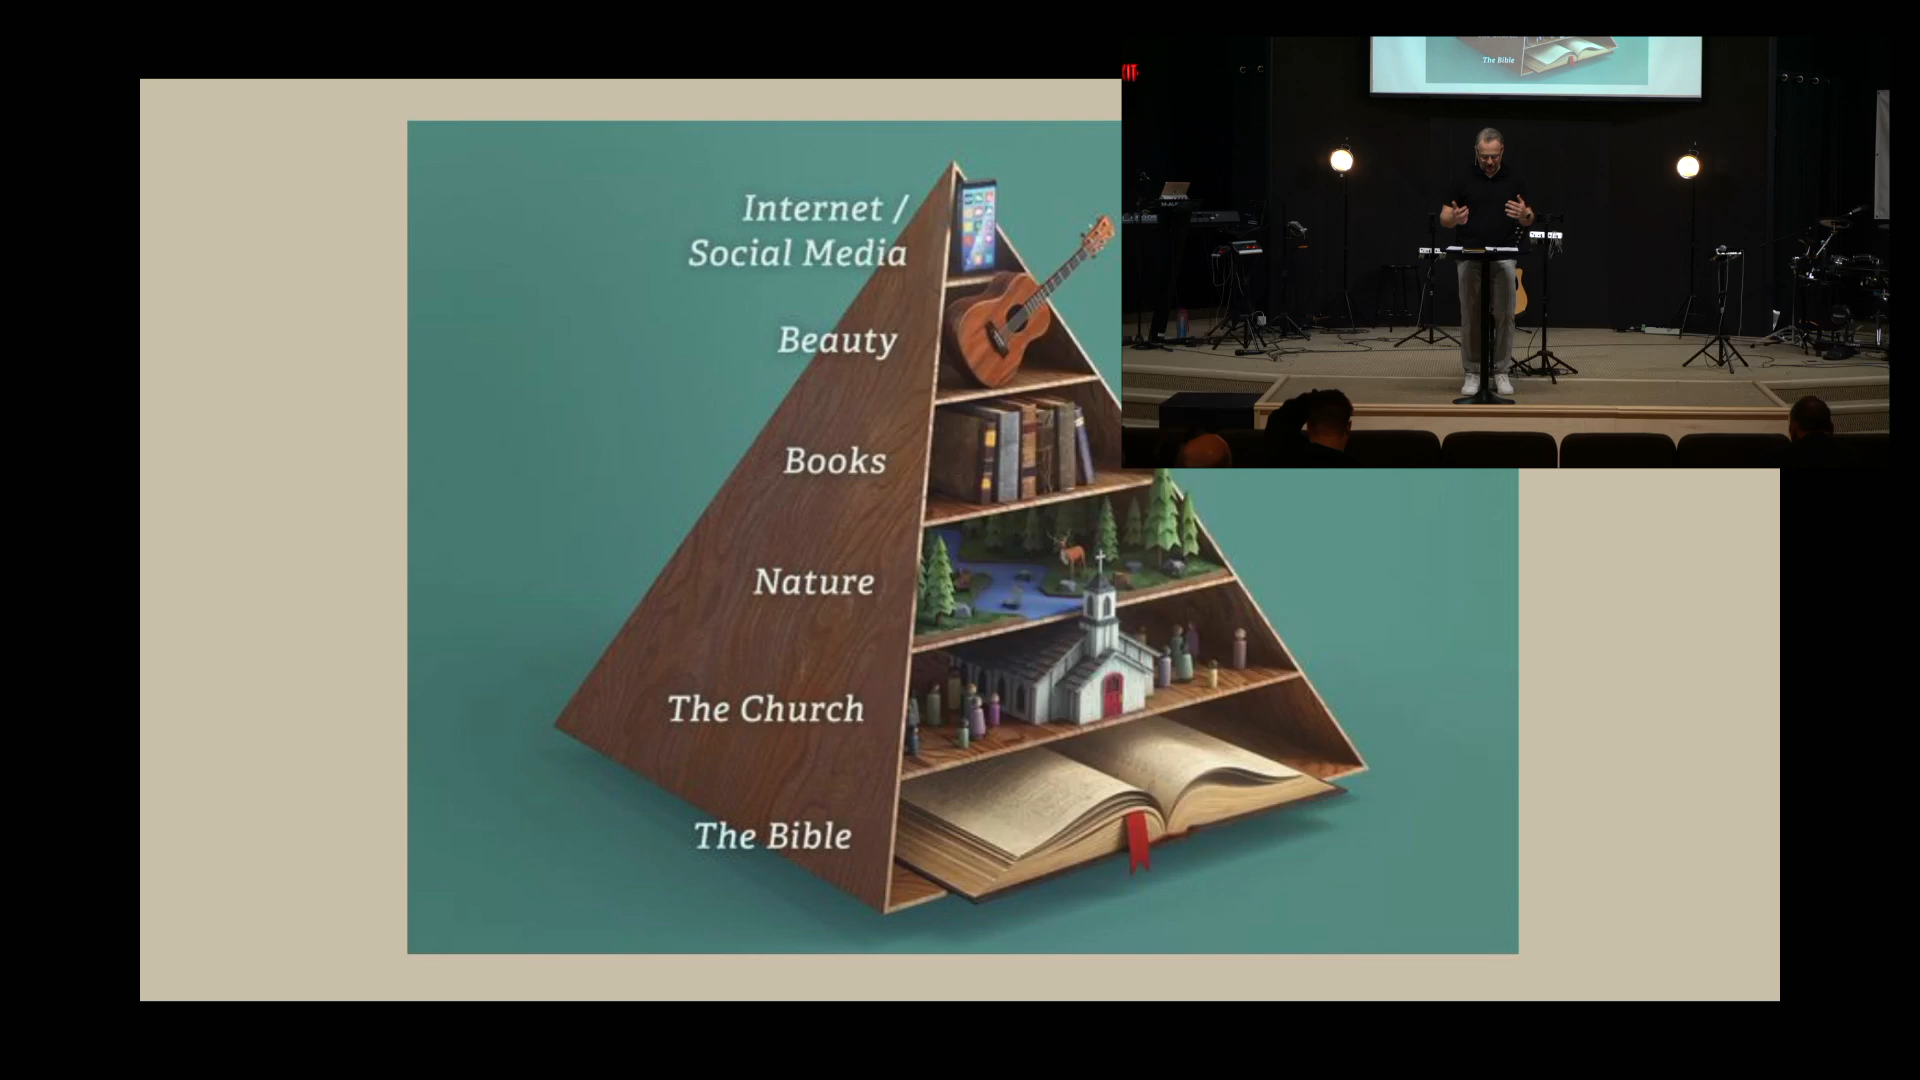 Internet /
Social Media
Beauty
Books
Nature
The Church
The Bible
The Bible